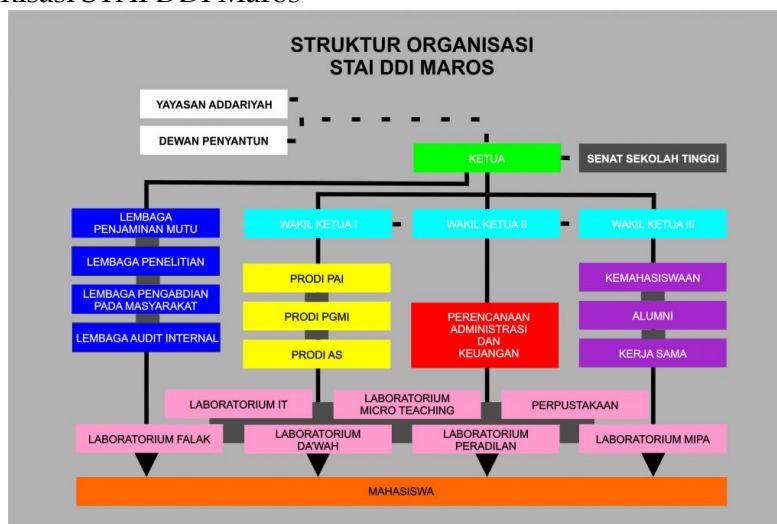 STRUKTUR ORGANISASI
STAI DDI MAROS
YAYASAN ADDARIYAH
DEWAN PENYANTUN
KETUA
SENAT SEKOLAH TINGGI
LEMBAGA
PENJAMINAN MUTU
WAKIL KETUA I
WAKIL KETUA II
WAKIL KETUA III
LEMBAGA PENELITIAN
LEMBAGA PENGABDIAN
PADA MASYARAKAT
LEMBAGA AUDIT INTERNAL
PRODI PAI
PRODI PGMI
PRODI AS
PERENCANAAN
ADMINISTRASI
DAN
KEUANGAN
KEMAHASISWAAN
ALUMNI
KERJA SAMA
LABORATORIUM IT
LABORATORIUM
MICRO TEACHING
PERPUSTAKAAN
LABORATORIUM FALAK
LABORATORIUM
DA'WAH
LABORATORIUM
PERADILAN
LABORATORIUM MIPA
MAHASISWA